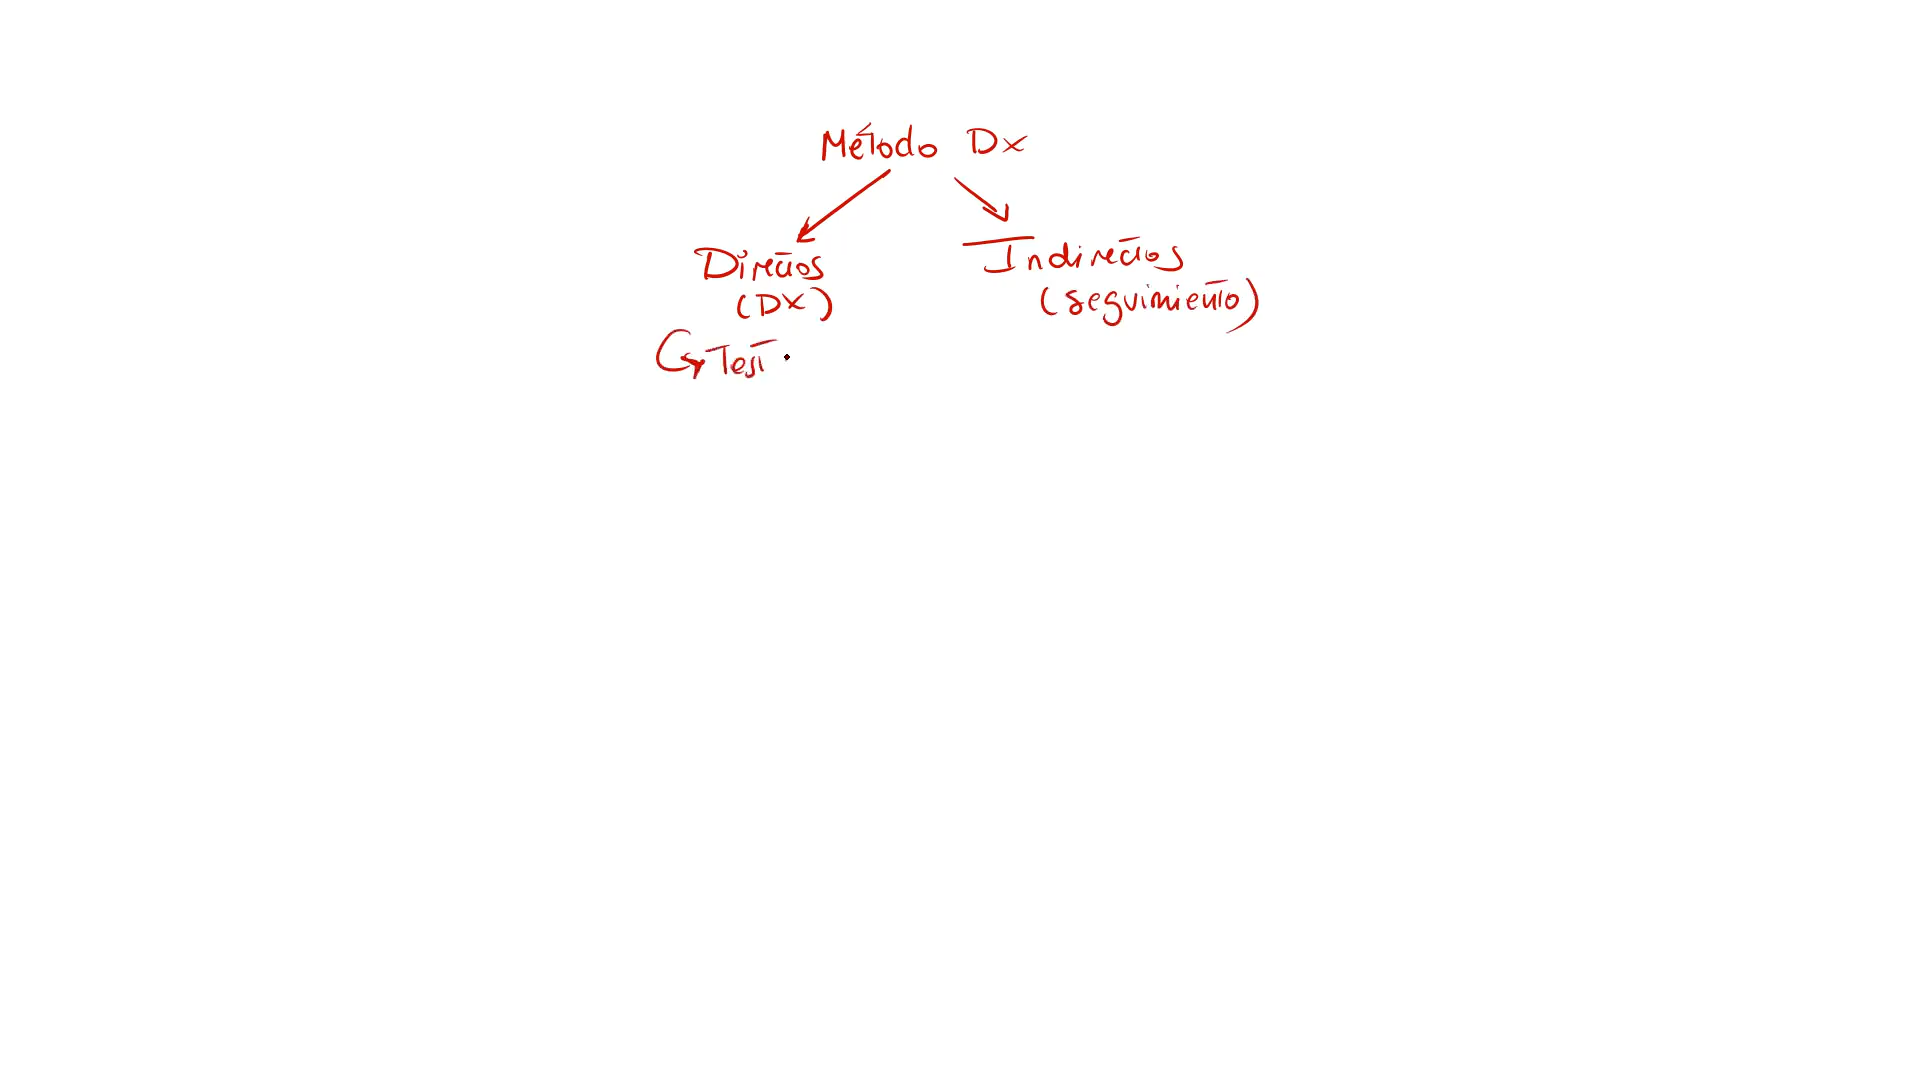 Método Dx
Directos
Indirectos
(DX)
(seguimiento)
Test